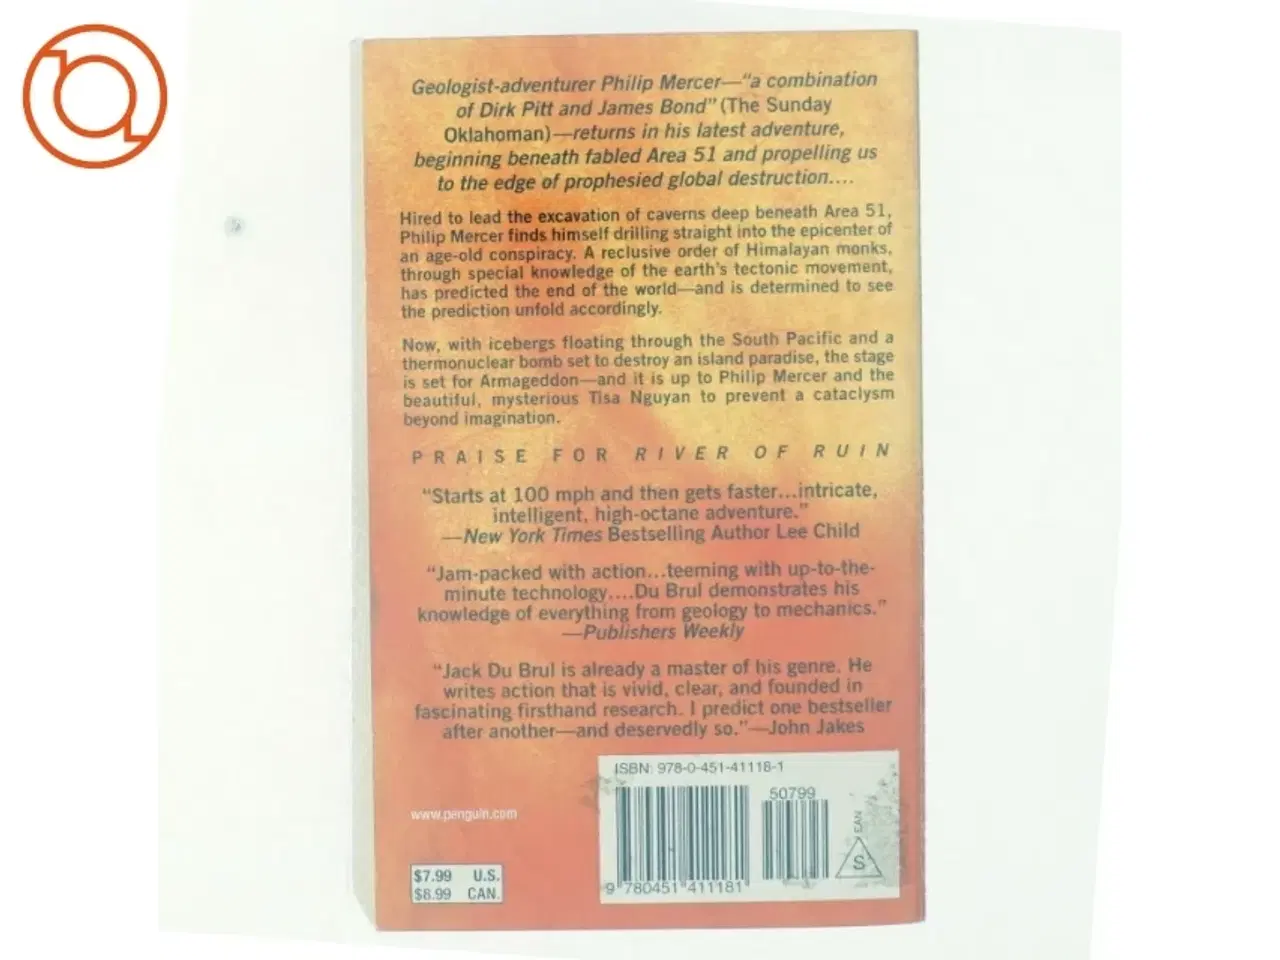 Geologist-adventurer Philip Mercer—"a combination
of Dirk Pitt and James Bond" (The Sunday
Oklahoman)—returns in his latest adventure,
beginning beneath fabled Area 51 and propelling us
to the edge of prophesied global destruction....
Hired to lead the excavation of caverns deep beneath Area 51,
Philip Mercer finds himself drilling straight into the epicenter of
an age-old conspiracy. A reclusive order of Himalayan monks,
through special knowledge of the earth's tectonic movement,
has predicted the end of the world—and is determined to see
the prediction unfold accordingly.
Now, with icebergs floating through the South Pacific and a
thermonuclear bomb set to destroy an island paradise, the stage
is set for Armageddon—and it is up to Philip Mercer and the
beautiful, mysterious Tisa Nguyan to prevent a cataclysm
beyond imagination.
PRAISE FOR RIVER OF RUIN
"Starts at 100 mph and then gets faster...intricate,
intelligent, high-octane adventure."
—New York Times Bestselling Author Lee Child
"Jam-packed with action...teeming with up-to-the-
minute technology....Du Brul demonstrates his
knowledge of everything from geology to mechanics."
—Publishers Weekly
"Jack Du Brul is already a master of his genre. He
writes action that is vivid, clear, and founded in
fascinating firsthand research. I predict one bestseller
after another—and deservedly so."—John Jakes
ISBN: 978-0-451-41118-1
50799
EAN
S
www.penguin.com
9 780451 411181
$7.99 U.S.
$8.99 CAN.